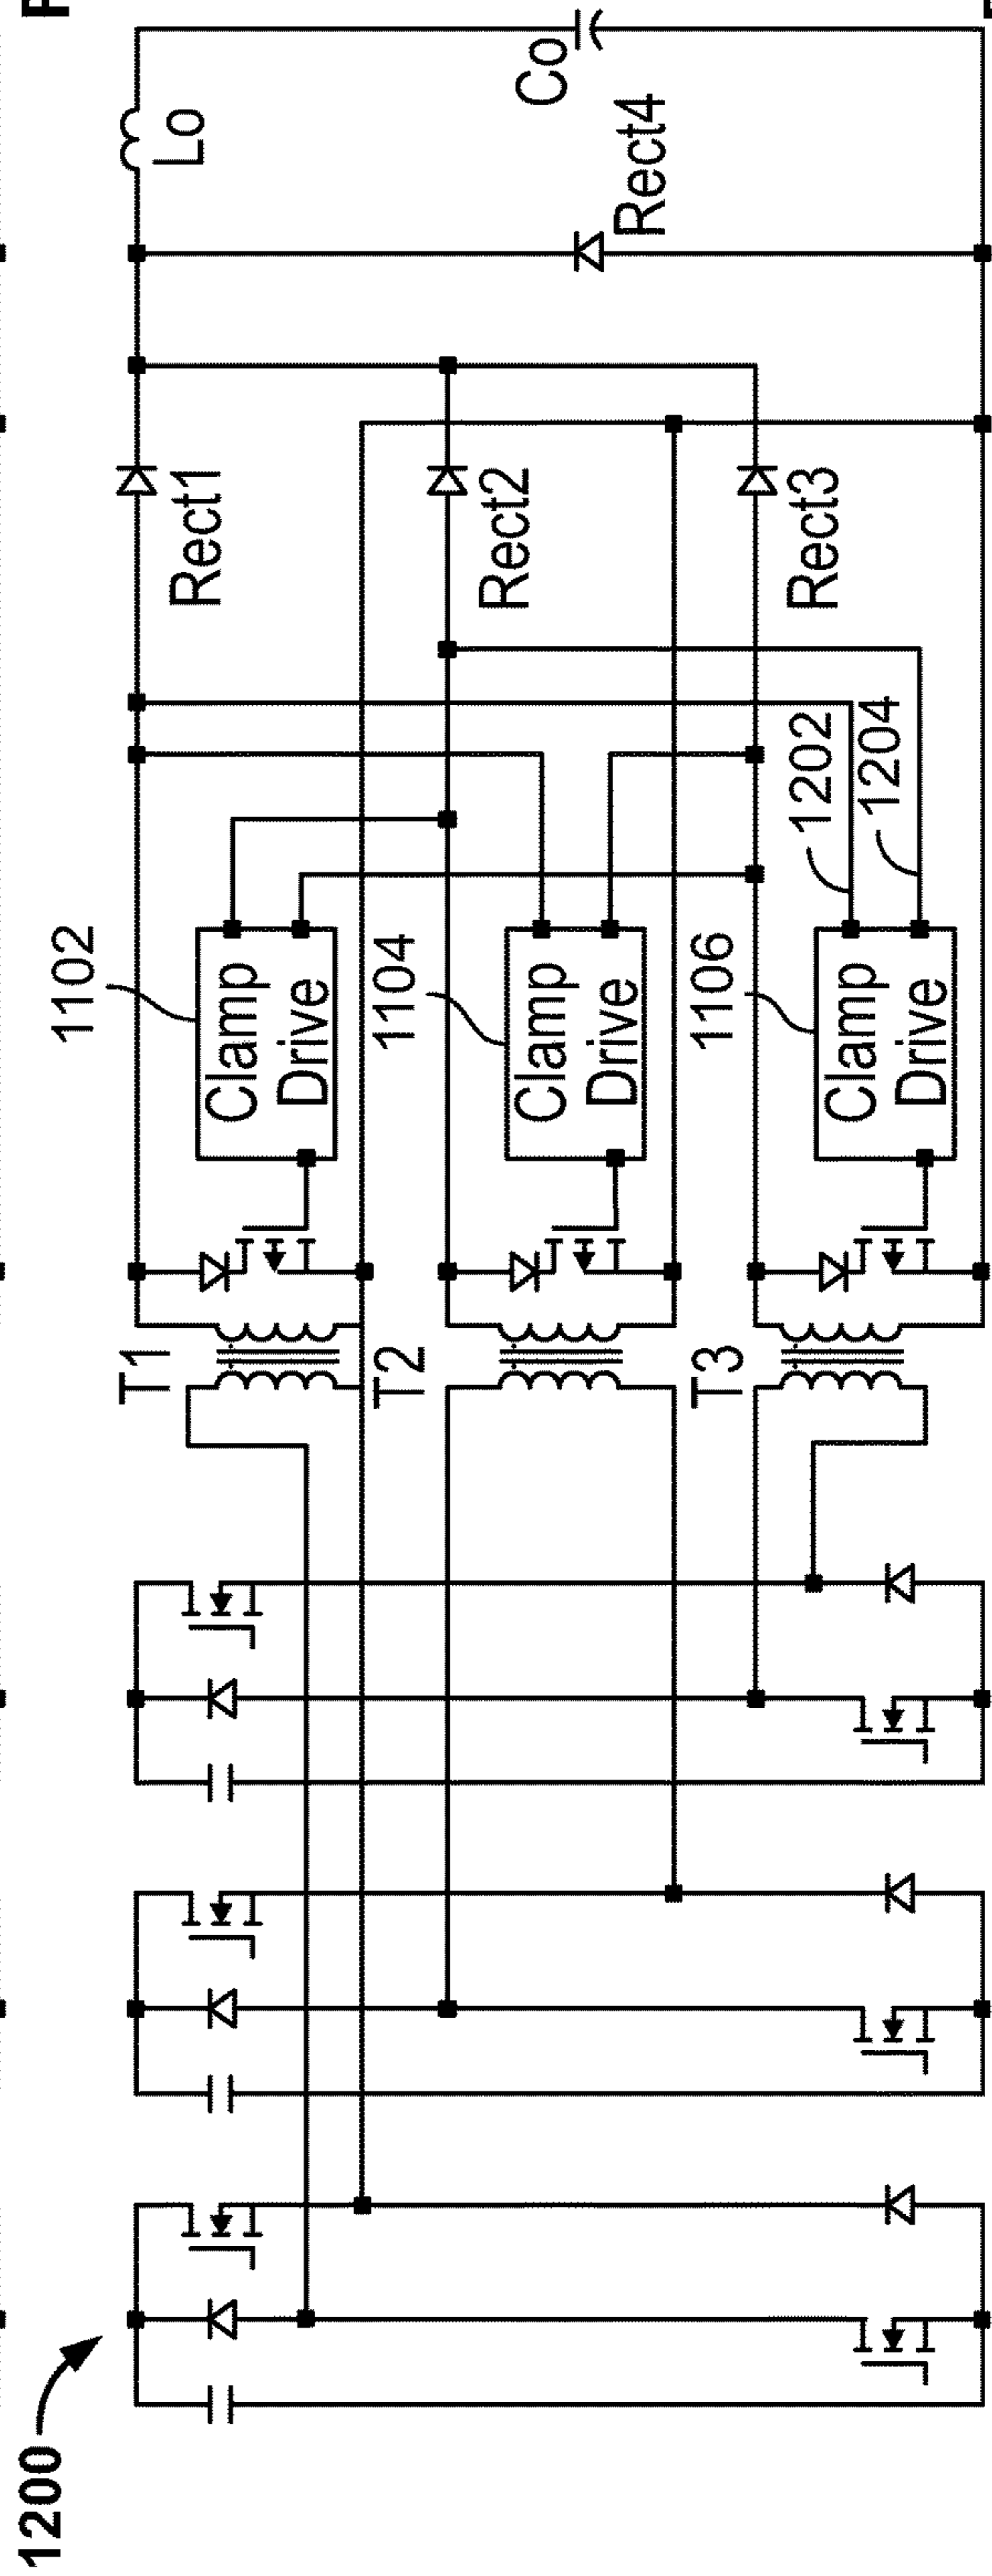 1200
T1
T2
T3
1102
Clamp
Drive
1104
Clamp
Drive
1106
Clamp
Drive
1202
1204
Rect1
Rect2
Rect3
Rect4
Lo
Co